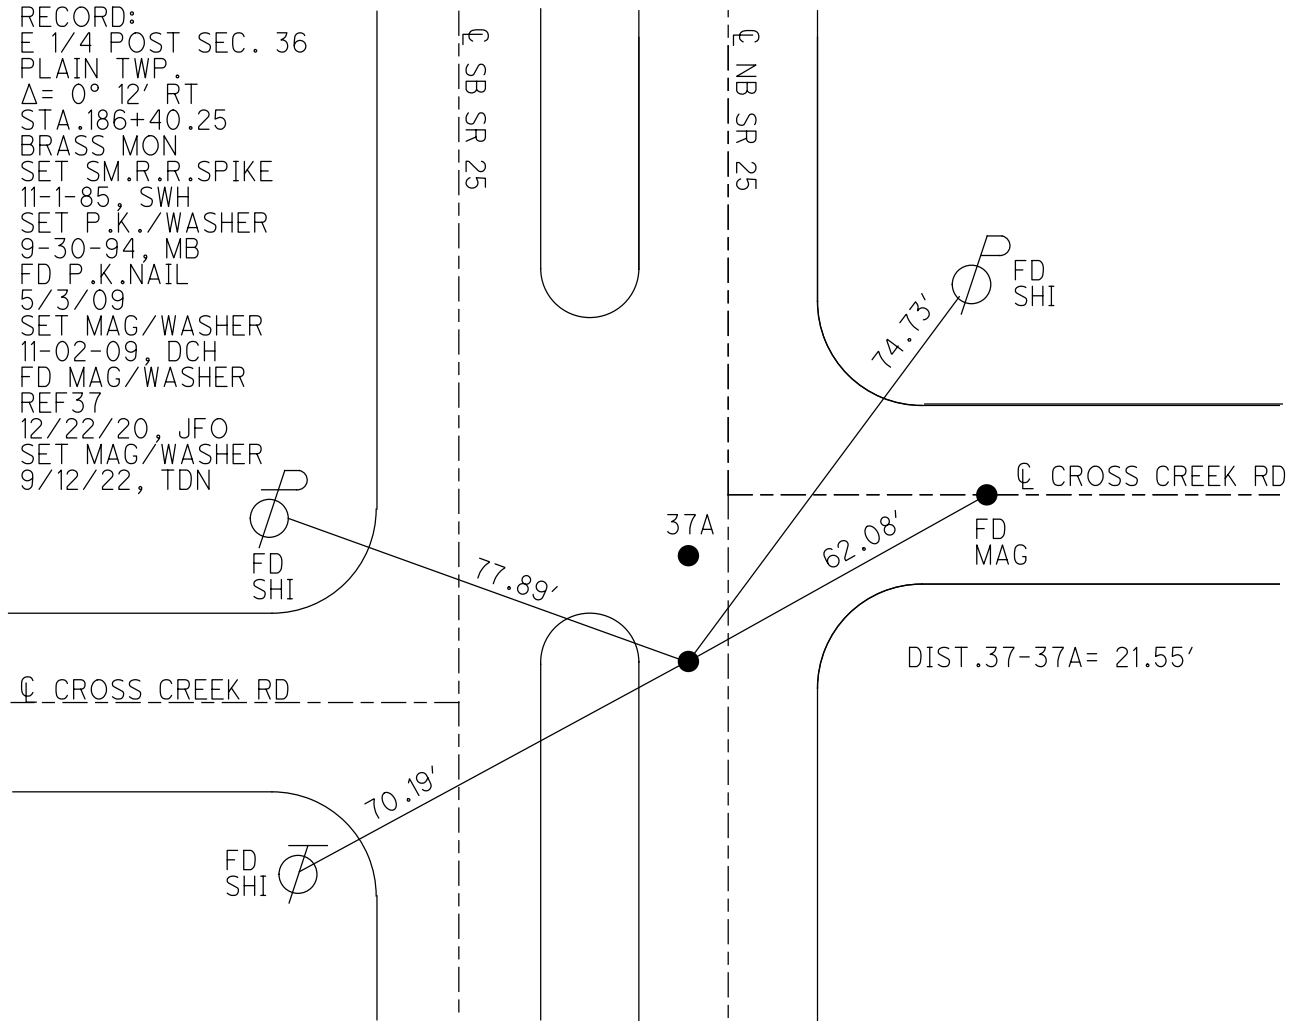 RECORD:
E 1/4 POST SEC. 36
PLAIN TWP.
Δ= 0° 12' RT
STA.186+40.25
BRASS MON
SET SM.R.R.SPIKE
11-1-85, SWH
SET P.K./WASHER
9-30-94, MB
FD P.K.NAIL
5/3/09
SET MAG/WASHER
11-02-09, DCH
FD MAG/WASHER
REF37
12/22/20, JFO
SET MAG/WASHER
9/12/22, TDN
℄ SB SR 25
℄ NB SR 25
FD
SHI
74.73'
℄ CROSS CREEK RD
FD
MAG
37A
62.08'
FD
SHI
77.89'
DIST.37-37A= 21.55'
℄ CROSS CREEK RD
70.19'
FD
SHI